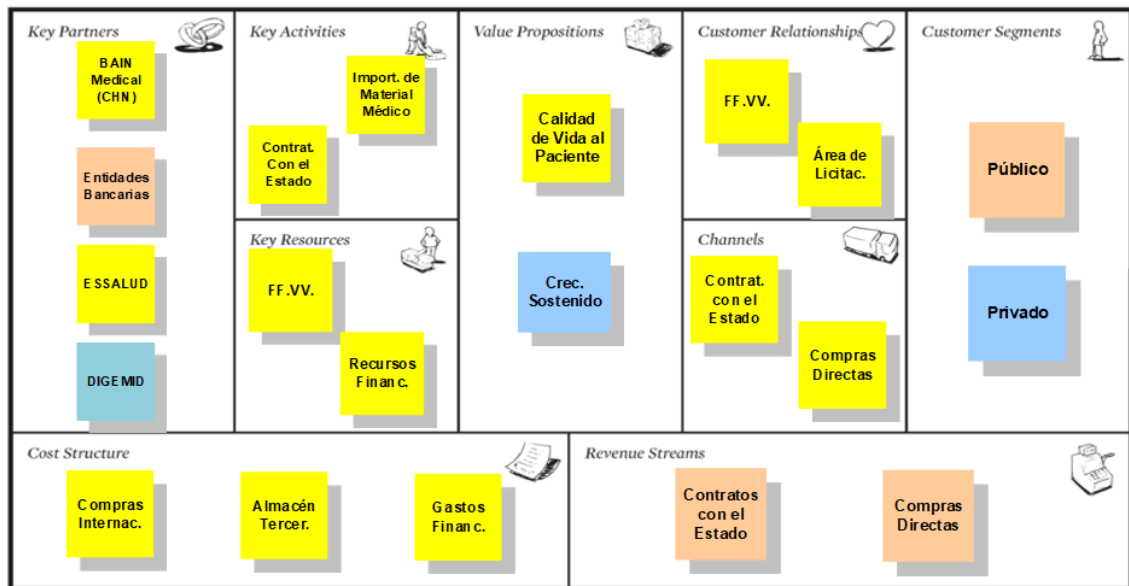 Key Partners
BAIN
Medical
(CHN)
Entidades
Bancarias
ESSALUD
DIGEMID
Key Activities
Import. de
Material
Médico
Contrat.
Con el
Estado
Key Resources
FF.VV.
Recursos
Financ.
Value Propositions
Calidad
de Vida al
Paciente
Crec.
Sostenido
Customer Relationships
FF.VV.
Área de
Licitac.
Channels
Contrat.
con el
Estado
Compras
Directas
Customer Segments
Público
Privado
Cost Structure
Compras
Internac.
Almacén
Tercer.
Gastos
Financ.
Revenue Streams
Contratos
con el
Estado
Compras
Directas